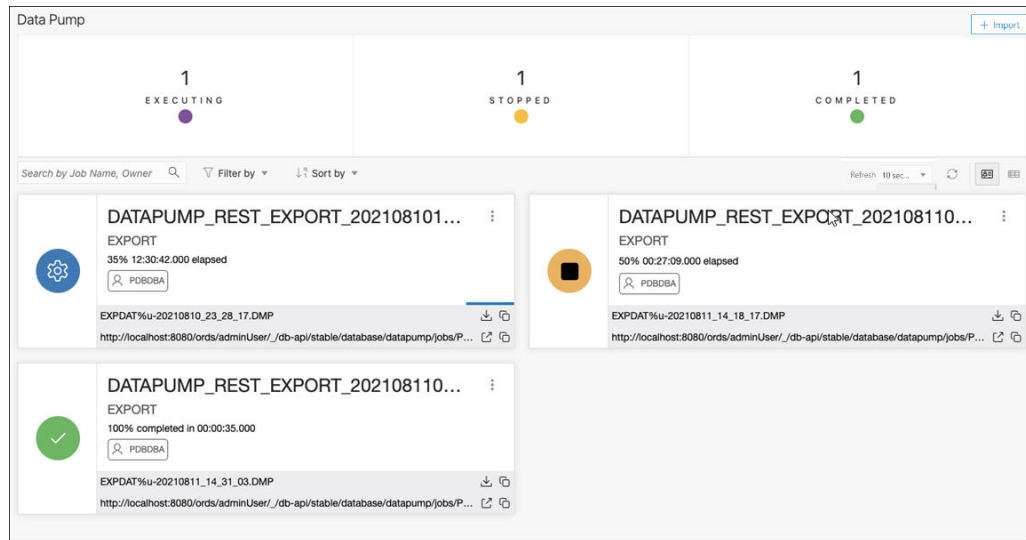 Data Pump
+ Import
1
EXECUTING
1
STOPPED
1
COMPLETED
Search by Job Name, Owner
Filter by
Sort by
Refresh 10 sec...
DATAPUMP_REST_EXPORT_202108101...
EXPORT
35% 12:30:42.000 elapsed
PDBDBA
EXPDAT%u-20210810_23_28_17.DMP
http://localhost:8080/ords/adminUser/_/db-api/stable/database/datapump/jobs/P...
DATAPUMP_REST_EXPORT_202108110...
EXPORT
50% 00:27:09.000 elapsed
PDBDBA
EXPDAT%u-20210811_14_18_17.DMP
http://localhost:8080/ords/adminUser/_/db-api/stable/database/datapump/jobs/P...
DATAPUMP_REST_EXPORT_202108110...
EXPORT
100% completed in 00:00:35.000
PDBDBA
EXPDAT%u-20210811_14_31_03.DMP
http://localhost:8080/ords/adminUser/_/db-api/stable/database/datapump/jobs/P...